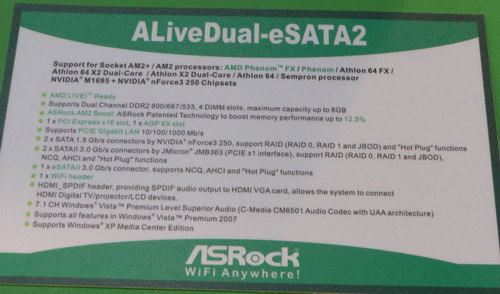 ALiveDual-eSATA2
Support for Socket AM2+ / AM2 processors: AMD Phenom™ FX / Phenom / Athlon 64 FX /
Athlon 64 X2 Dual-Core / Athlon X2 Dual-Core / Athlon 64 / Sempron processor
NVIDIA® M1695 + NVIDIA® nForce3 250 Chipsets
AMD LIVE!™ Ready
Supports Dual Channel DDR2 800/667/533, 4 DIMM slots, maximum capacity up to 8GB
ASRock AM2 Boost: ASRock Patented Technology to boost memory performance up to 12.5%
1 x PCI Express x16 slot, 1 x AGP 8X slot
Supports PCIE Gigabit LAN 10/100/1000 Mb/s
2 x SATA 1.5 Gb/s connectors by NVIDIA® nForce3 250, support RAID (RAID 0, RAID 1 and JBOD) and "Hot Plug" functions
2 x SATAII 3.0 Gb/s connectors by JMicron® JMB363 (PCIE x1 interface), support RAID (RAID 0, RAID 1 and JBOD),
NCQ, AHCI and "Hot Plug" functions
1 x eSATAII 3.0 Gb/s connector, supports NCQ, AHCI and "Hot Plug" functions
1 x WiFi header
HDMI_SPDIF header, providing SPDIF audio output to HDMI VGA card, allows the system to connect
HDMI Digital TV/projector/LCD devices.
7.1 CH Windows® Vista™ Premium Level Superior Audio (C-Media CM6501 Audio Codec with UAA architecture)
Supports all features in Windows® Vista™ Premium 2007
Supports Windows® XP Media Center Edition
ASRock
WiFi Anywhere!